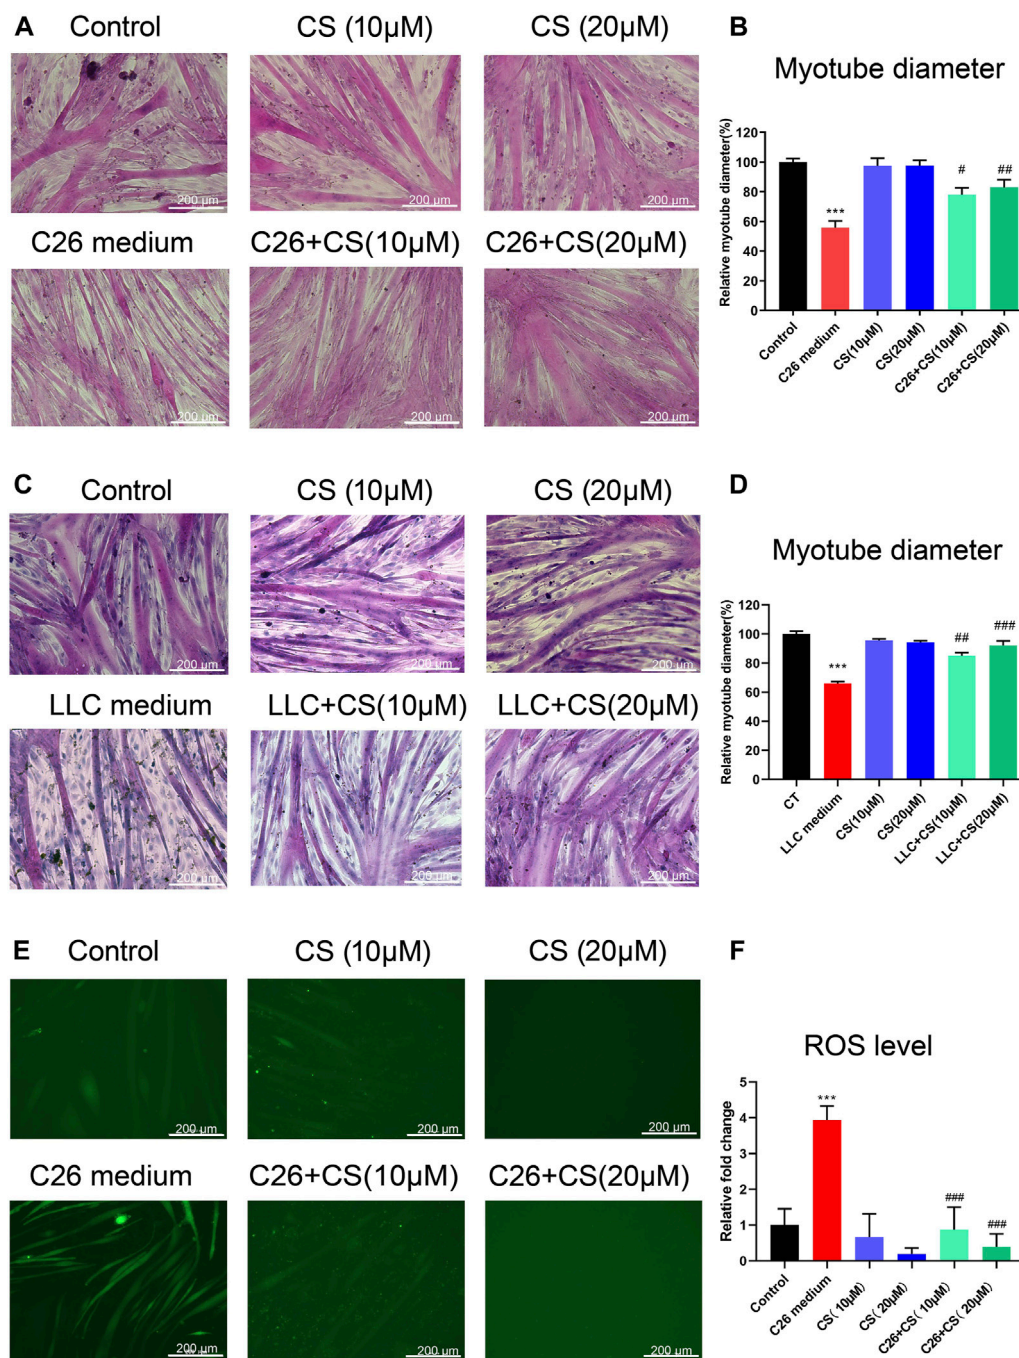 A
Control
CS (10μM)
CS (20μM)
200 μm
200 μm
200 μm
C26 medium
C26+CS(10μM)
C26+CS(20μM)
200 μm
200 μm
200 μm
B
Myotube diameter
Relative myotube diameter(%)
120
100
80
60
40
20
0
***
#
##
Control
C26 medium
CS(10μM)
CS(20μM)
C26+CS(10μM)
C26+CS(20μM)
C
Control
CS (10μM)
CS (20μM)
200 μm
200 μm
200 μm
LLC medium
LLC+CS(10μM)
LLC+CS(20μM)
200 μm
200 μm
200 μm
D
Myotube diameter
Relative myotube diameter(%)
120
100
80
60
40
20
0
***
##
###
CT
LLC medium
CS(10μM)
CS(20μM)
LLC+CS(10μM)
LLC+CS(20μM)
E
Control
CS (10μM)
CS (20μM)
200 μm
200 μm
200 μm
C26 medium
C26+CS(10μM)
C26+CS(20μM)
200 μm
200 μm
200 μm
F
ROS level
Relative fold change
5
4
3
2
1
0
***
###
###
Control
C26 medium
CS( 10μM)
CS( 20μM)
C26+CS( 10μM)
C26+CS( 20μM)